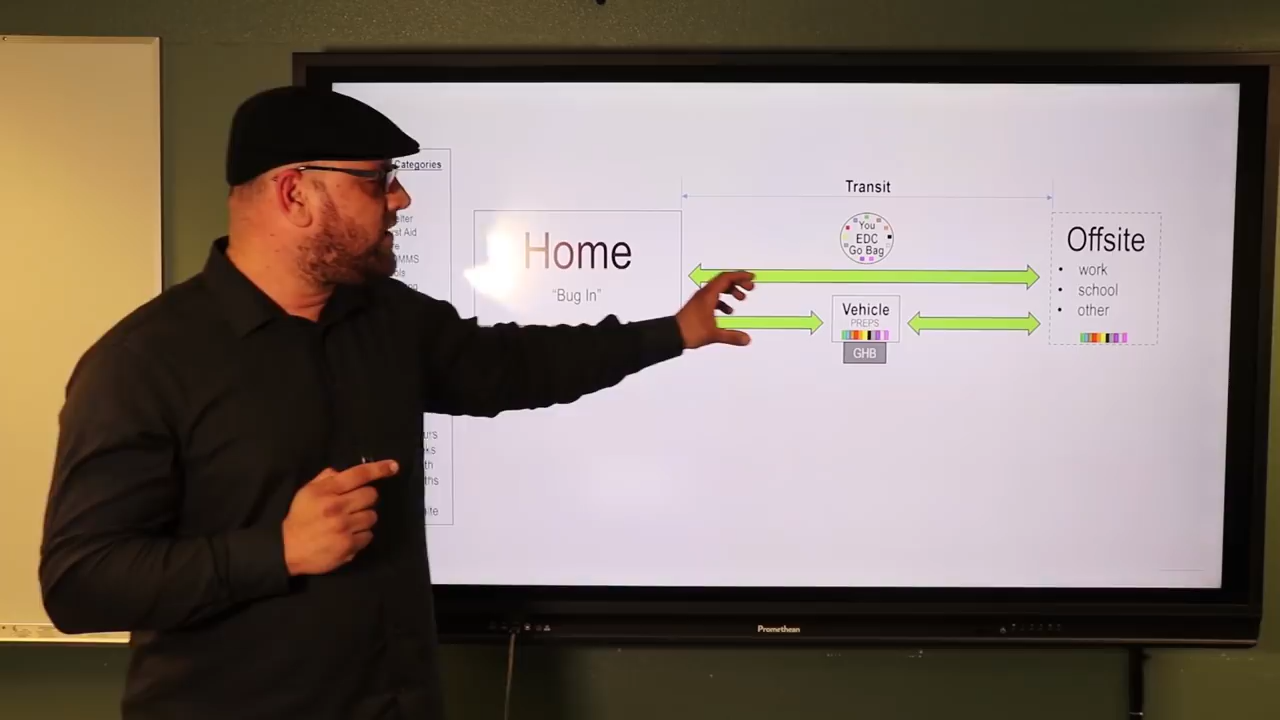 Categories
Transit
You
EDC
Go Bag
Home
"Bug In"
Offsite
• work
• school
• other
Vehicle
PREPS
GHB
Promethean